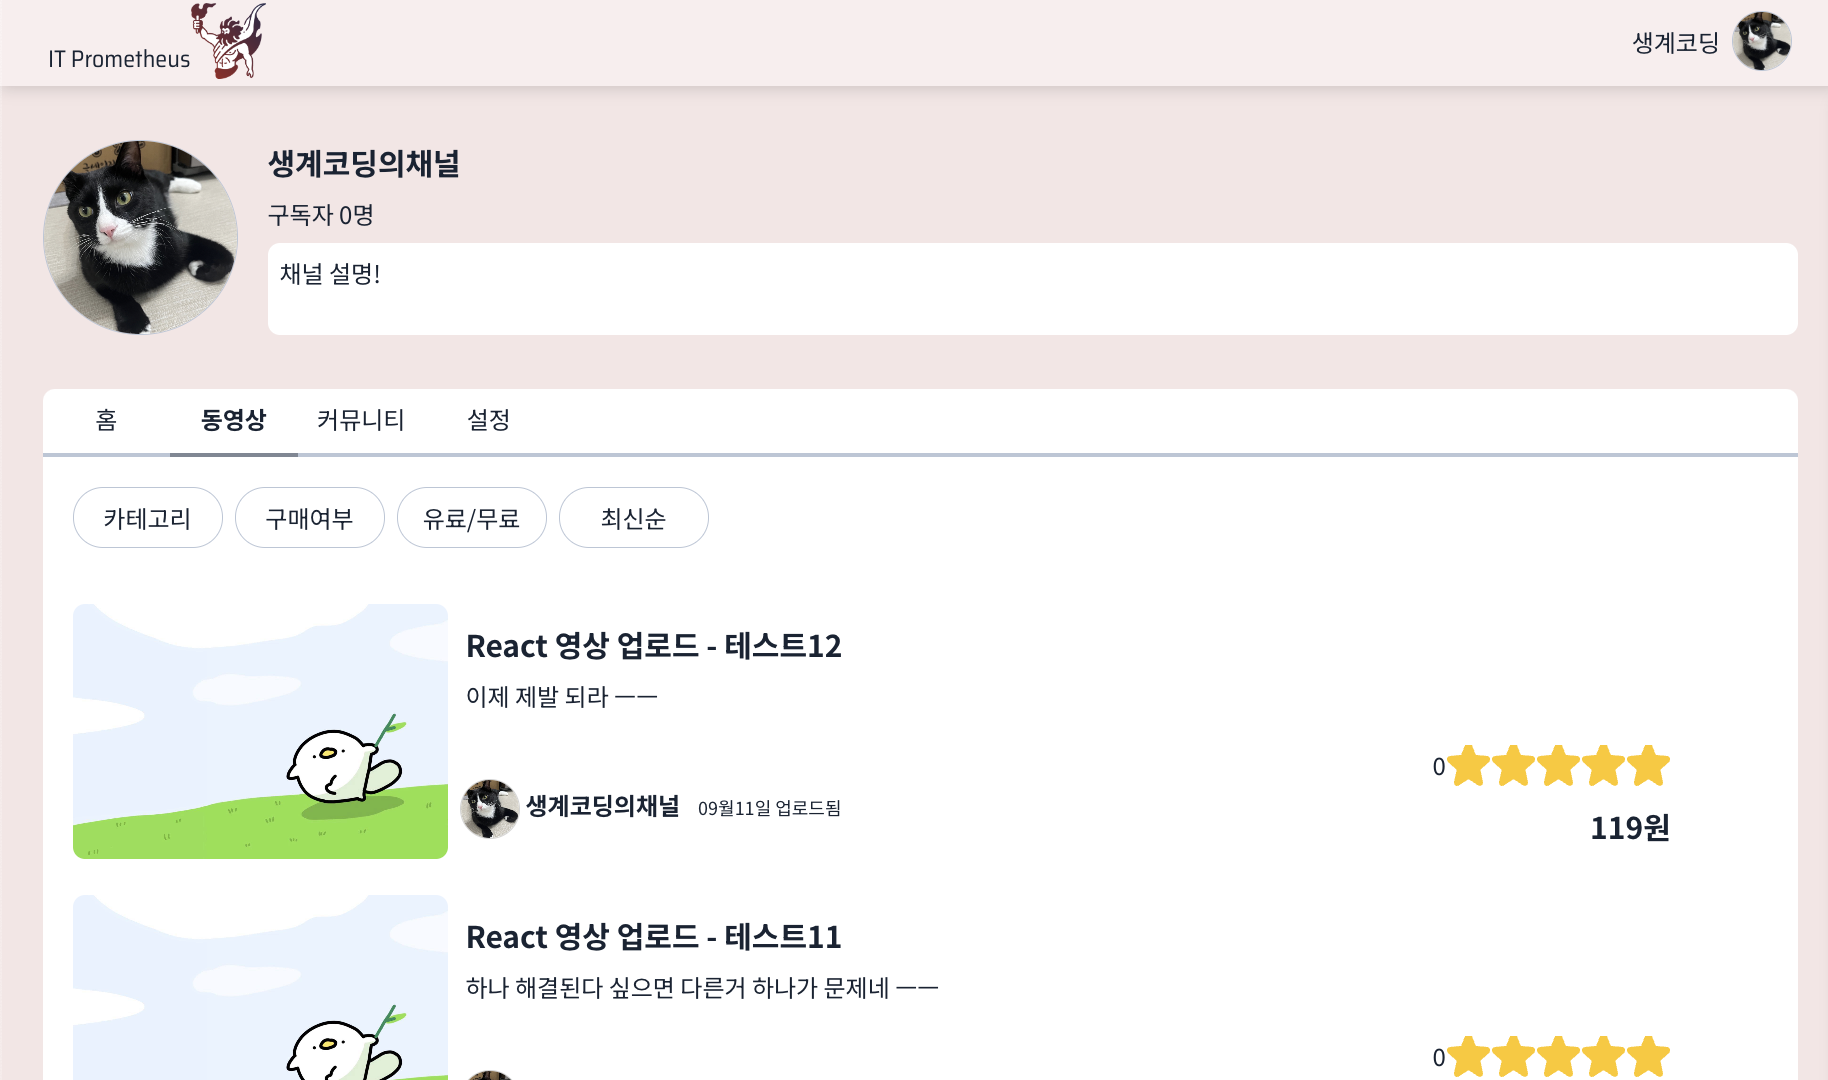 IT Prometheus
생계코딩
생계코딩의채널
구독자 0명
채널 설명!
홈 동영상 커뮤니티 설정
카테고리 구매여부 유료/무료 최신순
React 영상 업로드 - 테스트12
이제 제발 되라 ㅡㅡ
0
생계코딩의채널 09월11일 업로드됨
119원
React 영상 업로드 - 테스트11
하나 해결된다 싶으면 다른거 하나가 문제네 ㅡㅡ
0